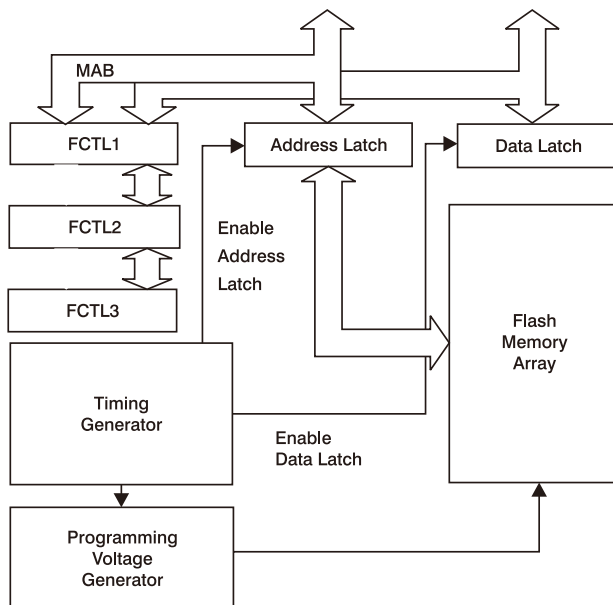 MAB
FCTL1
Address Latch
Data Latch
FCTL2
Enable
Address
Latch
FCTL3
Flash
Memory
Array
Timing
Generator
Enable
Data Latch
Programming
Voltage
Generator